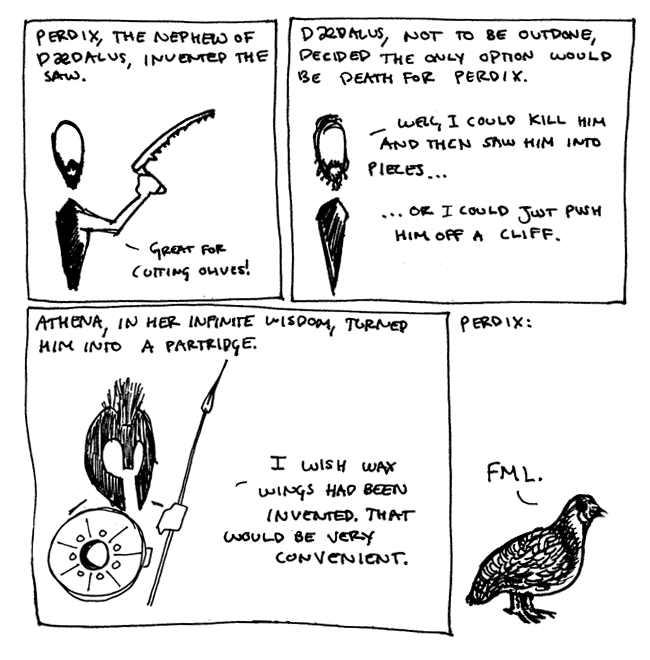 PERDIX, THE NEPHEW OF
DÆDALUS, INVENTED THE
SAW.
– GREAT FOR
CUTTING OLIVES!
DÆDALUS, NOT TO BE OUTDONE,
DECIDED THE ONLY OPTION WOULD
BE DEATH FOR PERDIX.
– WELL, I COULD KILL HIM
AND THEN SAW HIM INTO
PIECES...
...OR I COULD JUST PUSH
HIM OFF A CLIFF.
ATHENA, IN HER INFINITE WISDOM, TURNED
HIM INTO A PARTRIDGE.
– I WISH WAX
WINGS HAD BEEN
INVENTED. THAT
WOULD BE VERY
CONVENIENT.
PERDIX:
FML.